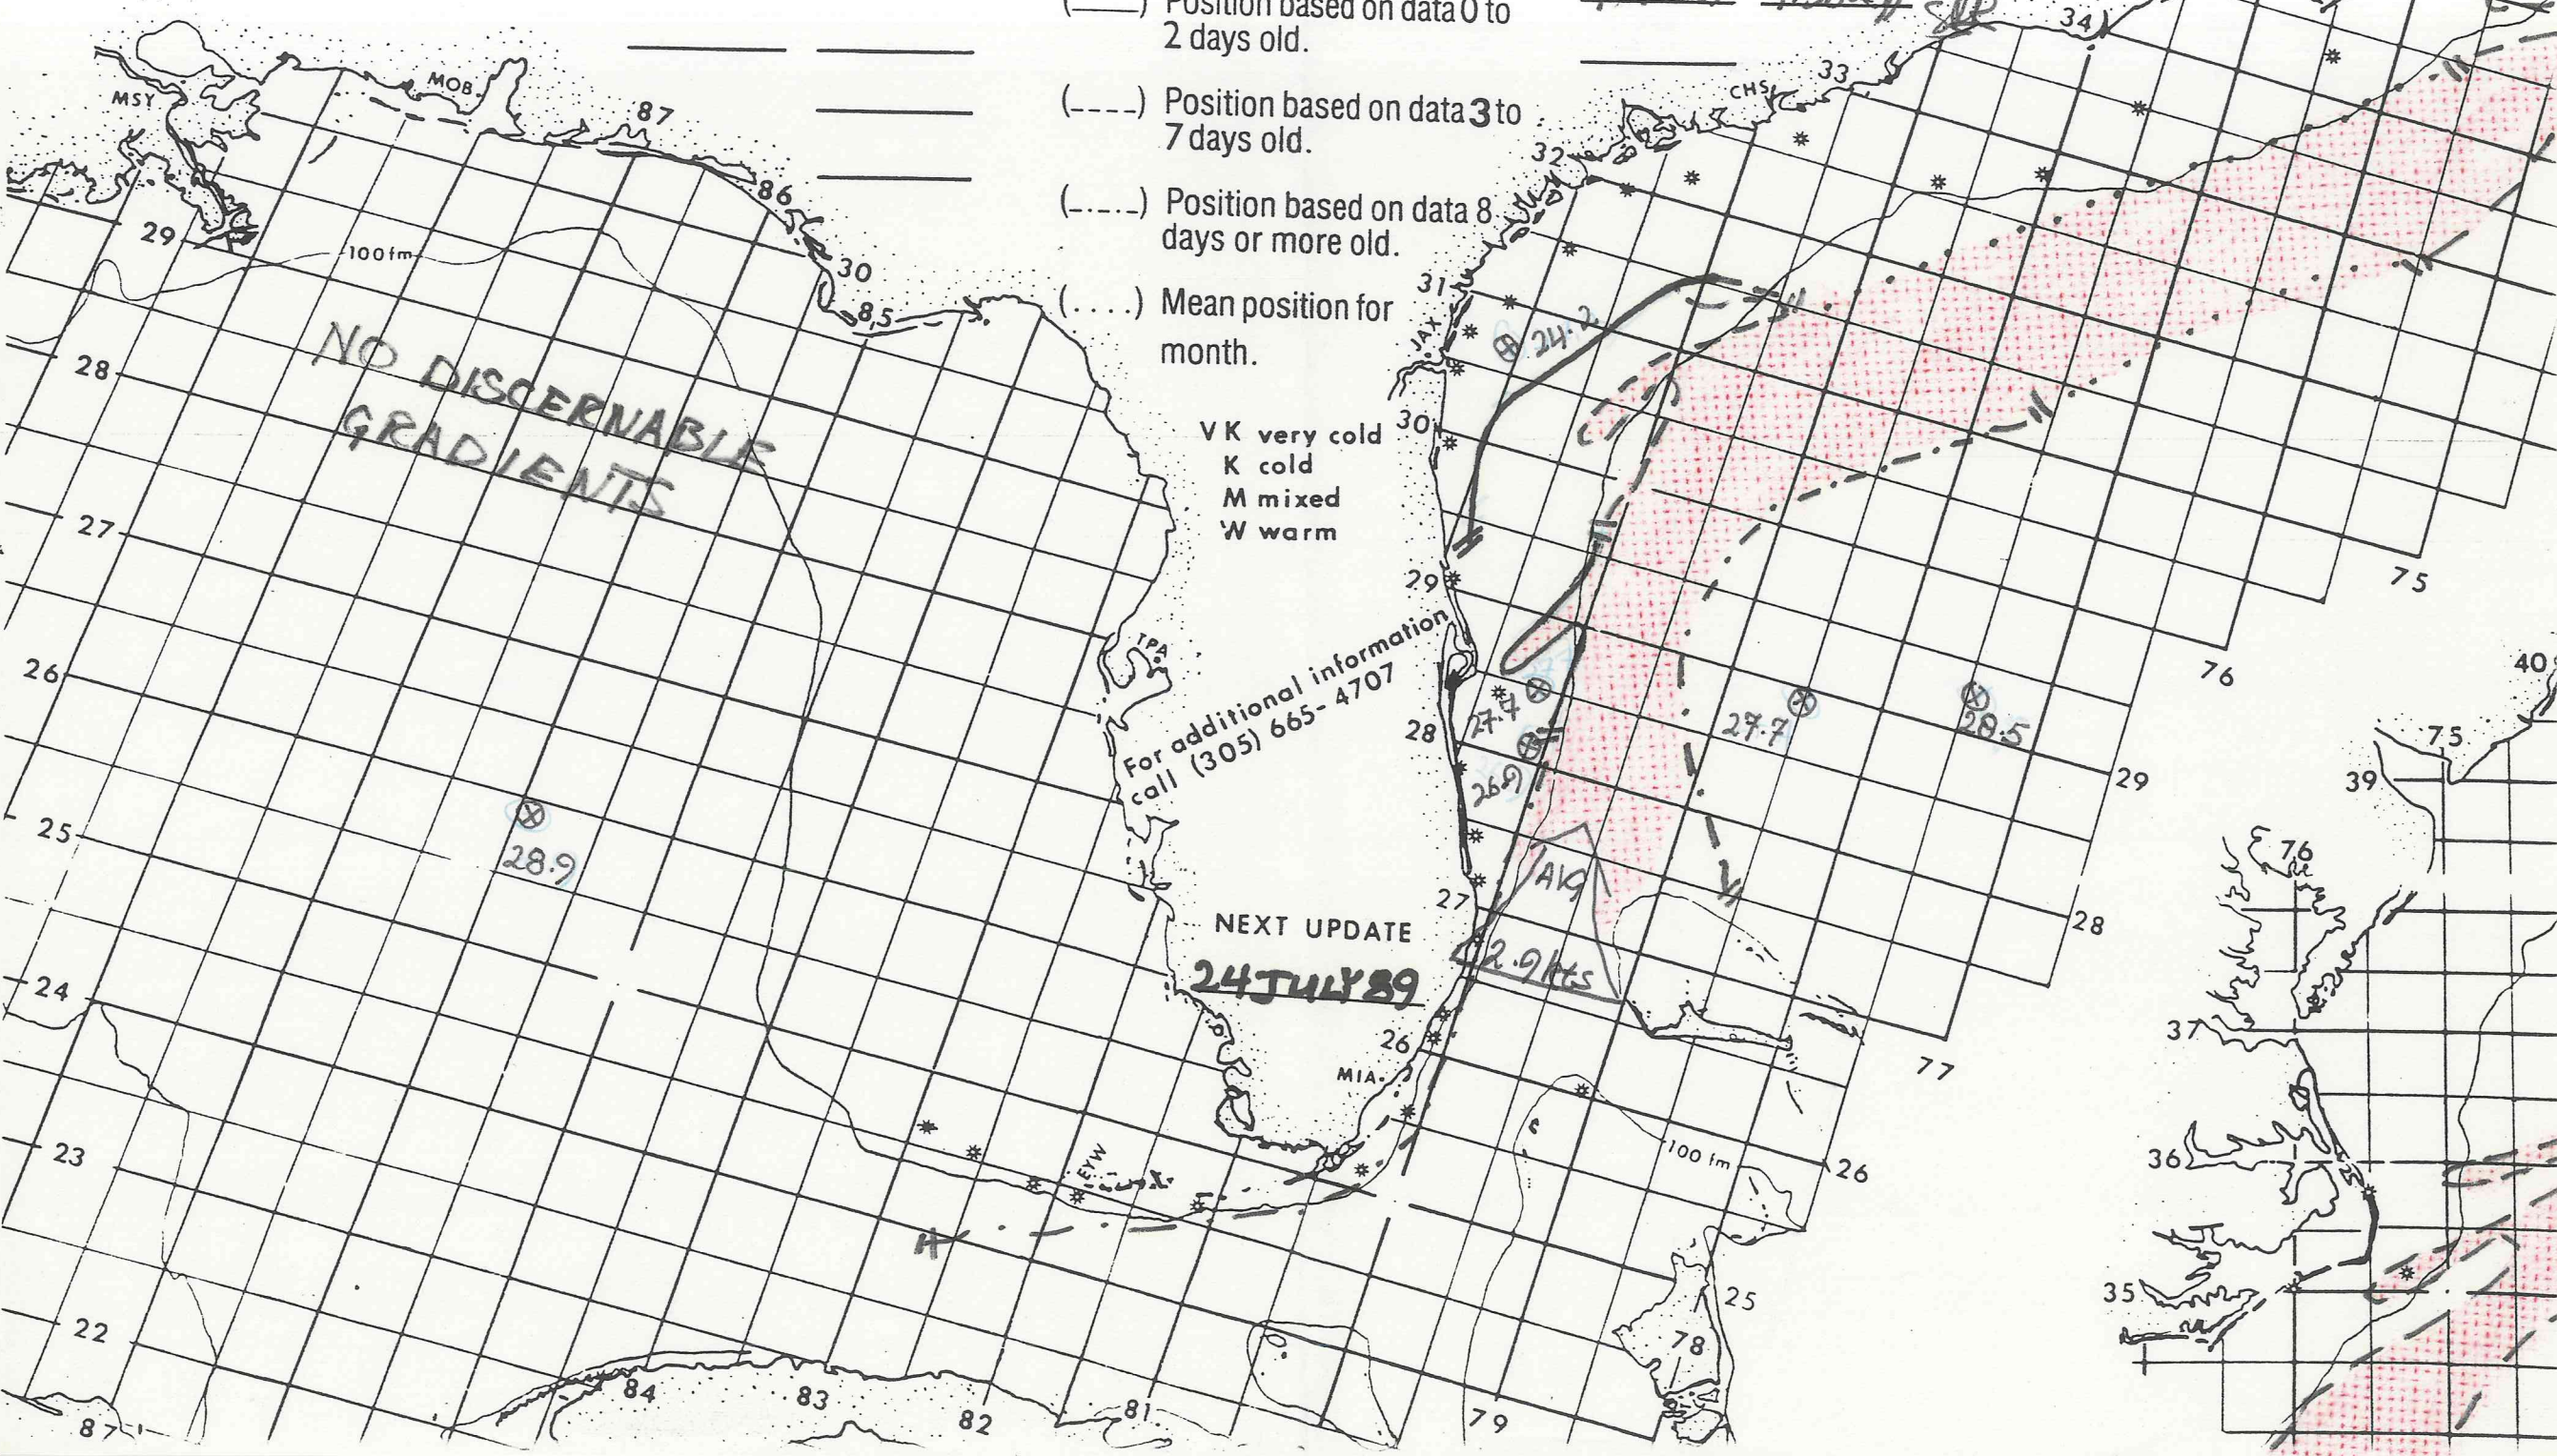 (____) Position based on data 0 to
2 days old.
(_ _ _ _) Position based on data 3 to
7 days old.
(_._._) Position based on data 8
days or more old.
(. . . .) Mean position for
month.
VK very cold
K cold
M mixed
W warm
For additional information
call (305) 665-4707
NEXT UPDATE
24 JULY 89
NO DISCERNABLE
GRADIENTS
MSY
MOB.
87
86
30
85
100fm
29
28
27
26
25
24
23
22
87
84
83
82
81
79
78
25
28.9
TPA
EYW
MIA.
JAX
CHS
34
33
32
31
30
29
28
27
26
24.2
27.7
26.9
27.7
28.5
AVG
2.9kts
100 fm
75
76
29
28
77
26
40
75
39
76
37
36
35